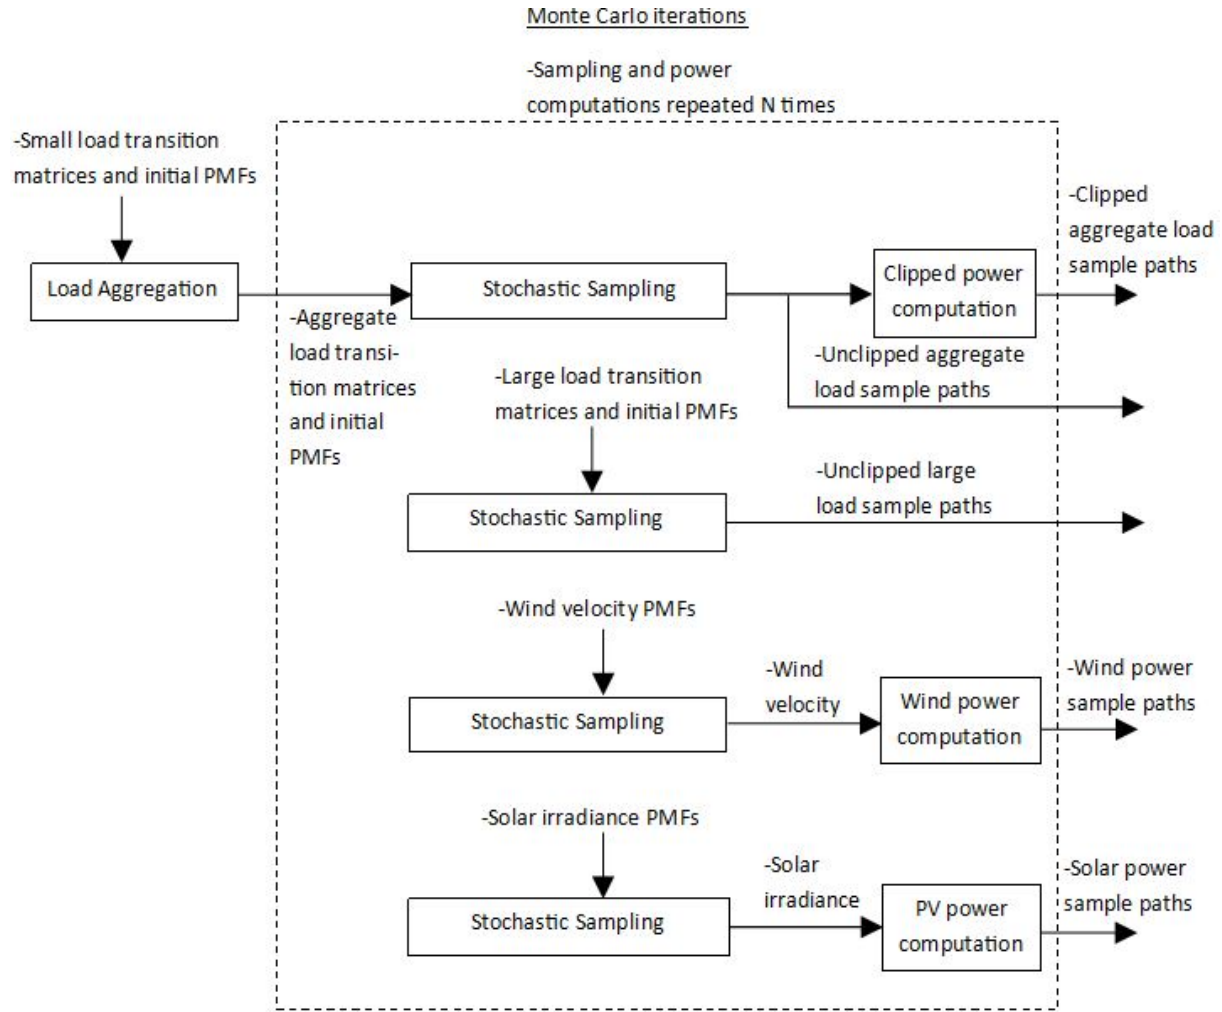 Monte Carlo iterations
-Sampling and power
computations repeated N times
-Small load transition
matrices and initial PMFs
Load Aggregation
-Aggregate
load transi-
tion matrices
and initial
PMFs
Stochastic Sampling
Clipped power
computation
-Clipped
aggregate load
sample paths
-Unclipped aggregate
load sample paths
-Large load transition
matrices and initial PMFs
Stochastic Sampling
-Unclipped large
load sample paths
-Wind velocity PMFs
Stochastic Sampling
-Wind
velocity
Wind power
computation
-Wind power
sample paths
-Solar irradiance PMFs
Stochastic Sampling
-Solar
irradiance
PV power
computation
-Solar power
sample paths